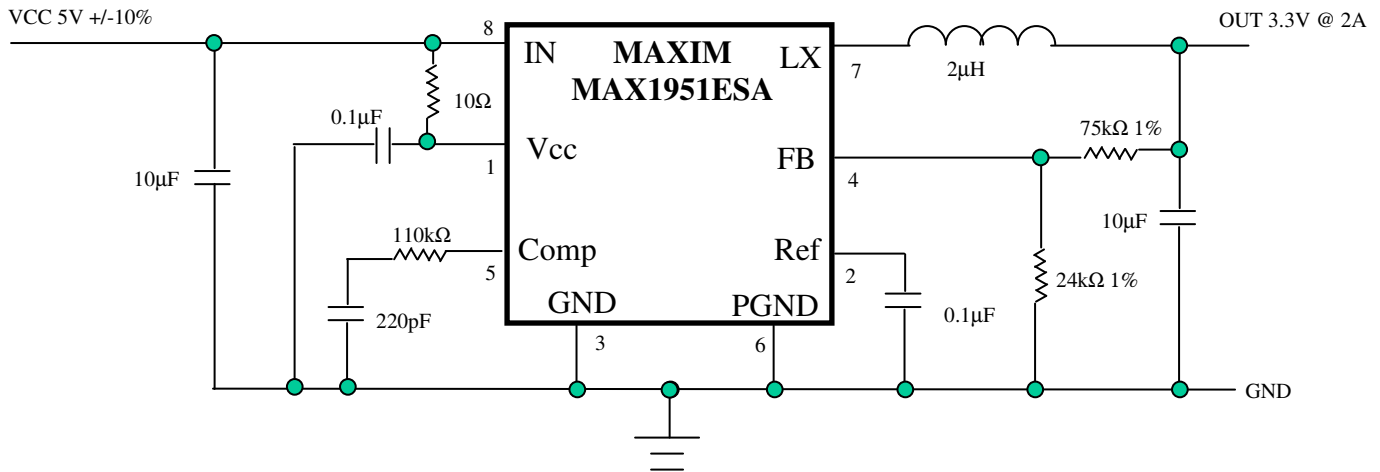 VCC 5V +/-10%
OUT 3.3V @ 2A
8
IN
MAXIM
MAX1951ESA
LX
7
2µH
10Ω
0.1µF
Vcc
1
FB
4
75kΩ 1%
10µF
10µF
110kΩ
Comp
5
Ref
2
24kΩ 1%
220pF
GND
3
PGND
6
0.1µF
GND